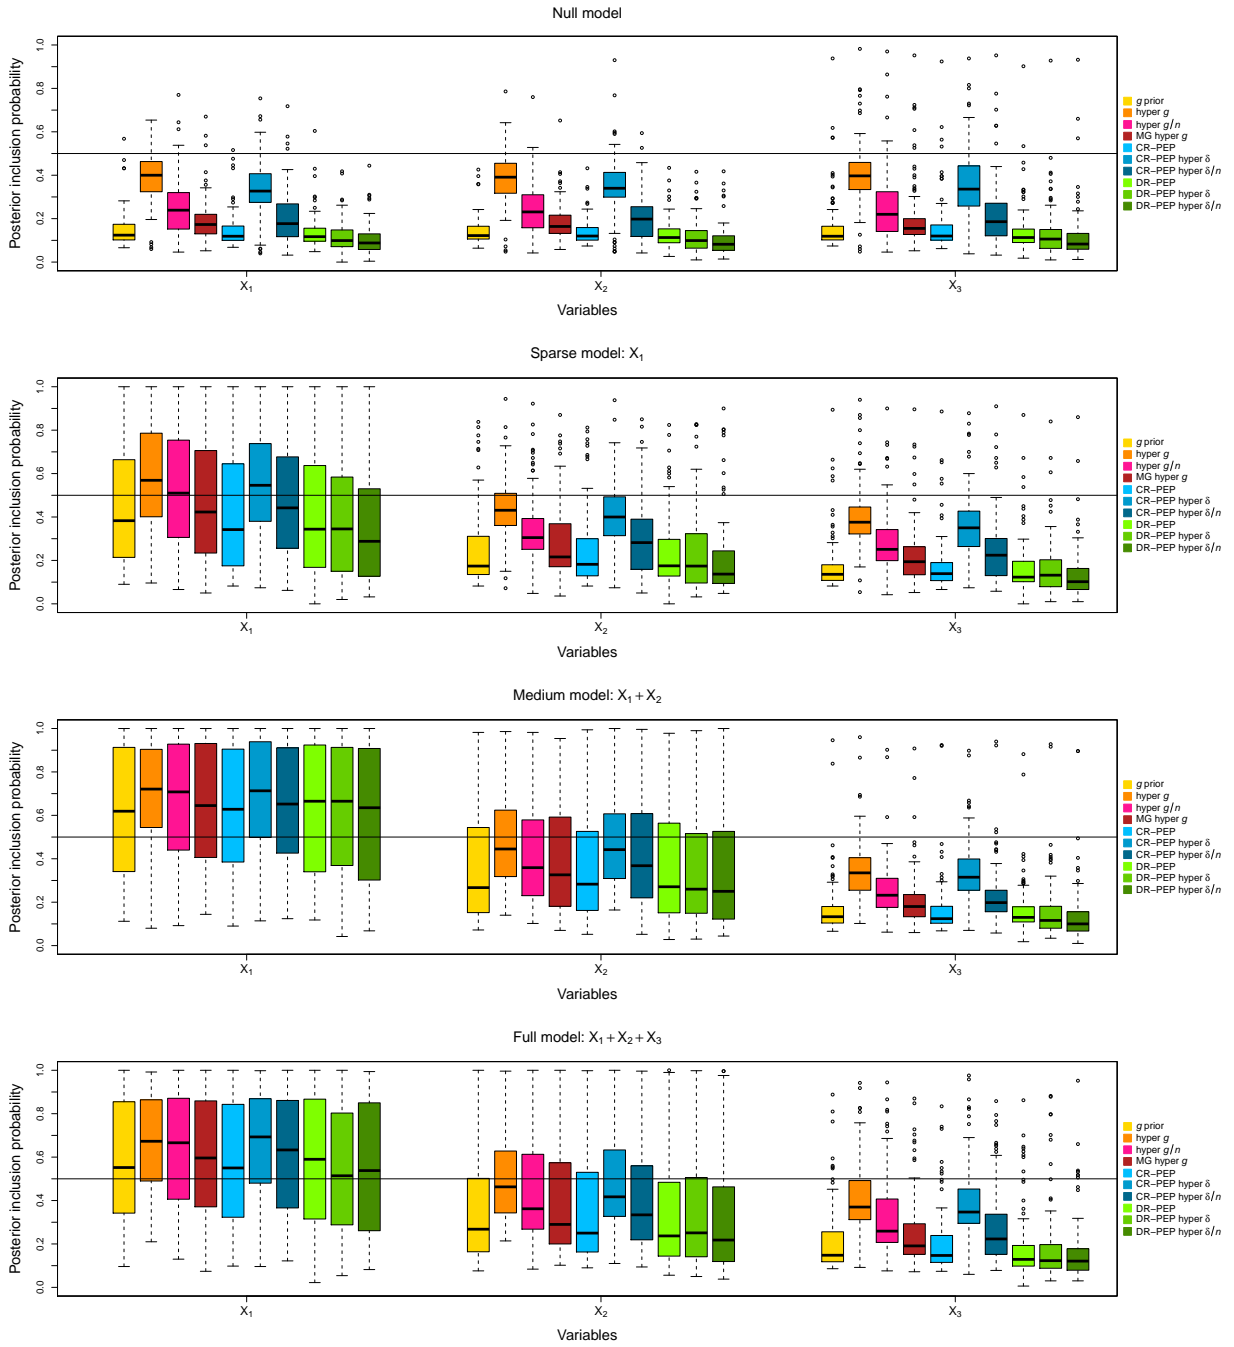 Null model
Posterior inclusion probability
1.0
0.8
0.6
0.4
0.2
0.0
X1
X2
X3
Variables
g prior
hyper g
hyper g/n
MG hyper g
CR−PEP
CR−PEP hyper δ
CR−PEP hyper δ/n
DR−PEP
DR−PEP hyper δ
DR−PEP hyper δ/n
Sparse model: X1
Posterior inclusion probability
1.0
0.8
0.6
0.4
0.2
0.0
X1
X2
X3
Variables
g prior
hyper g
hyper g/n
MG hyper g
CR−PEP
CR−PEP hyper δ
CR−PEP hyper δ/n
DR−PEP
DR−PEP hyper δ
DR−PEP hyper δ/n
Medium model: X1 + X2
Posterior inclusion probability
1.0
0.8
0.6
0.4
0.2
0.0
X1
X2
X3
Variables
g prior
hyper g
hyper g/n
MG hyper g
CR−PEP
CR−PEP hyper δ
CR−PEP hyper δ/n
DR−PEP
DR−PEP hyper δ
DR−PEP hyper δ/n
Full model: X1 + X2 + X3
Posterior inclusion probability
1.0
0.8
0.6
0.4
0.2
0.0
X1
X2
X3
Variables
g prior
hyper g
hyper g/n
MG hyper g
CR−PEP
CR−PEP hyper δ
CR−PEP hyper δ/n
DR−PEP
DR−PEP hyper δ
DR−PEP hyper δ/n